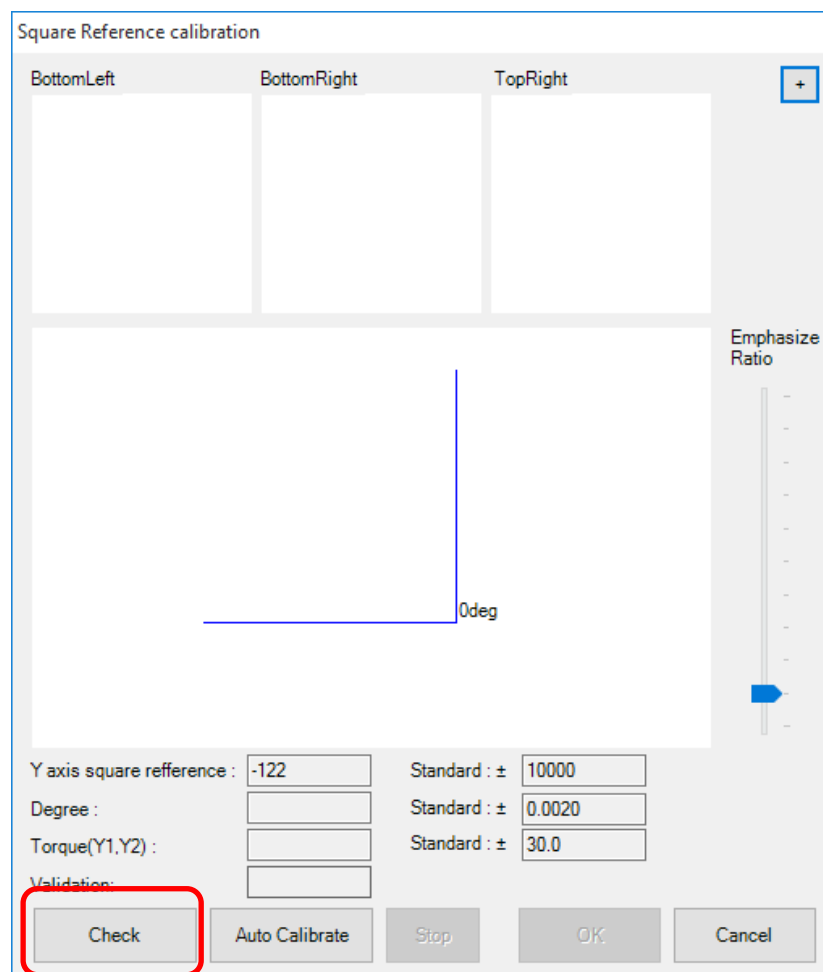 Square Reference calibration
BottomLeft BottomRight TopRight +
Emphasize
Ratio
0deg
Y axis square refference : -122 Standard : ± 10000
Degree : Standard : ± 0.0020
Torque(Y1,Y2) : Standard : ± 30.0
Validation:
Check Auto Calibrate Stop OK Cancel